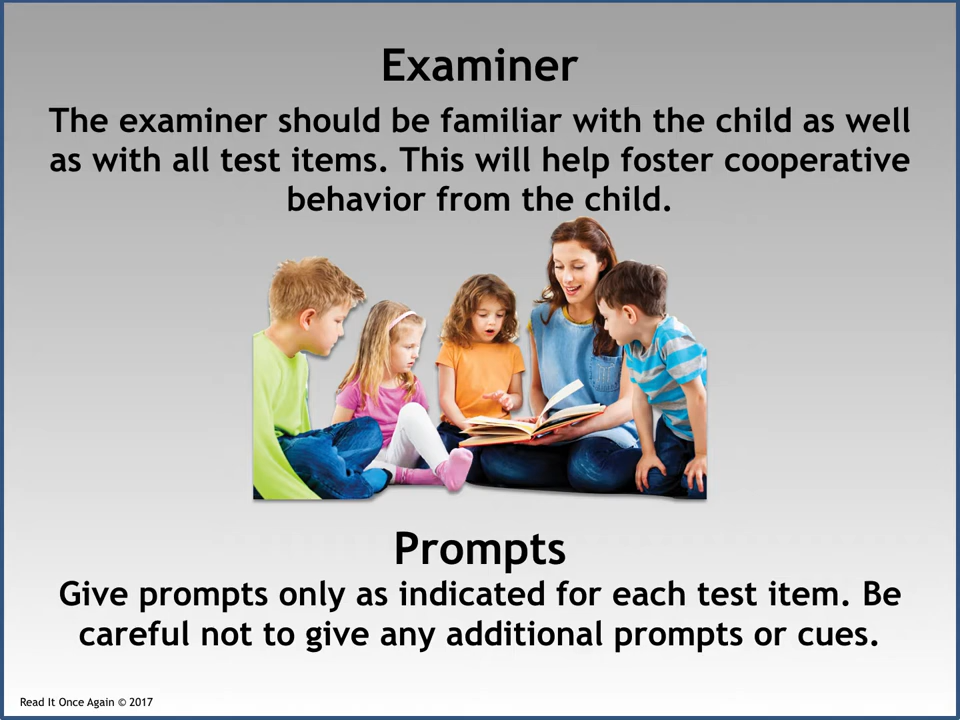 Examiner
The examiner should be familiar with the child as well
as with all test items. This will help foster cooperative
behavior from the child.
Prompts
Give prompts only as indicated for each test item. Be
careful not to give any additional prompts or cues.
Read It Once Again © 2017